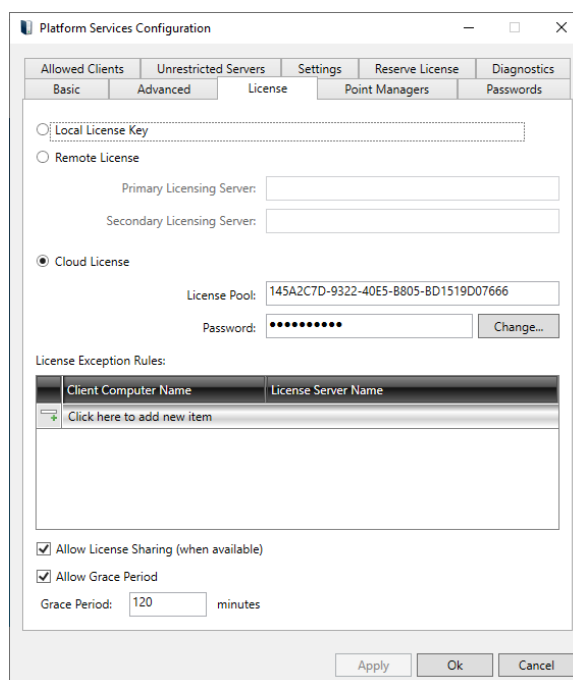 Platform Services Configuration
Allowed Clients Unrestricted Servers Settings Reserve License Diagnostics
Basic Advanced License Point Managers Passwords
Local License Key
Remote License
Primary Licensing Server:
Secondary Licensing Server:
Cloud License
License Pool: 145A2C7D-9322-40E5-B805-BD1519D07666
Password: ●●●●●●●●●● Change...
License Exception Rules:
Client Computer Name License Server Name
Click here to add new item
Allow License Sharing (when available)
Allow Grace Period
Grace Period: 120 minutes
Apply Ok Cancel